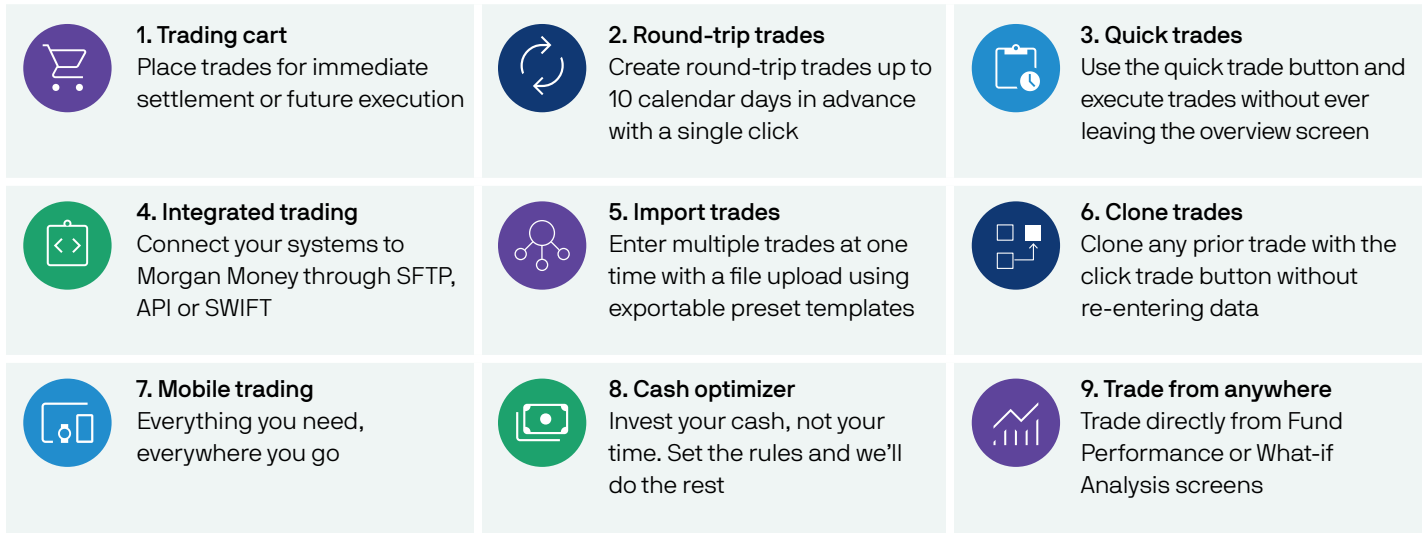 1. Trading cart
Place trades for immediate
settlement or future execution
2. Round-trip trades
Create round-trip trades up to
10 calendar days in advance
with a single click
3. Quick trades
Use the quick trade button and
execute trades without ever
leaving the overview screen
4. Integrated trading
Connect your systems to
Morgan Money through SFTP,
API or SWIFT
5. Import trades
Enter multiple trades at one
time with a file upload using
exportable preset templates
6. Clone trades
Clone any prior trade with the
click trade button without
re-entering data
7. Mobile trading
Everything you need,
everywhere you go
8. Cash optimizer
Invest your cash, not your
time. Set the rules and we’ll
do the rest
9. Trade from anywhere
Trade directly from Fund
Performance or What-if
Analysis screens